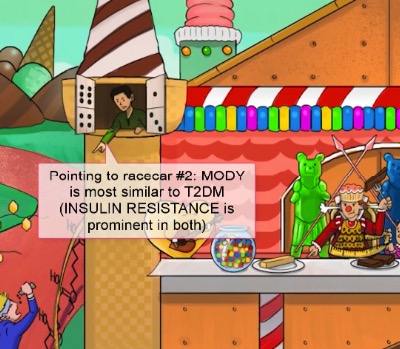 Pointing to racecar #2: MODY
is most similar to T2DM
(INSULIN RESISTANCE is
prominent in both)